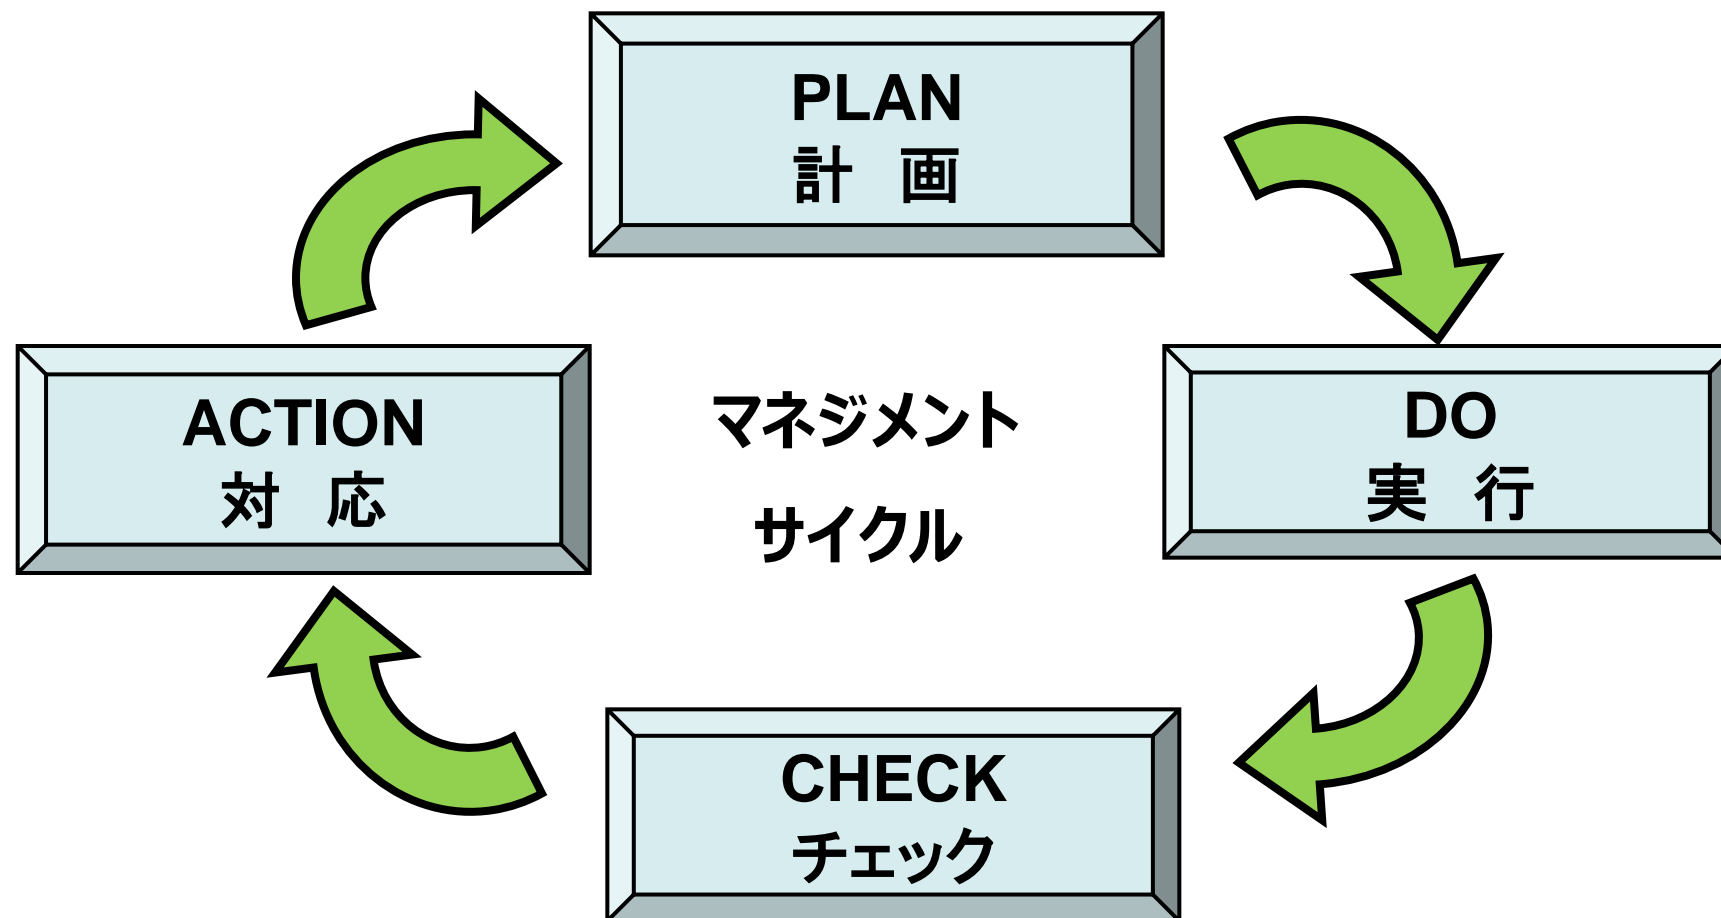 PLAN
計　画
ACTION
対　応
マネジメント
サイクル
DO
実　行
CHECK
チェック